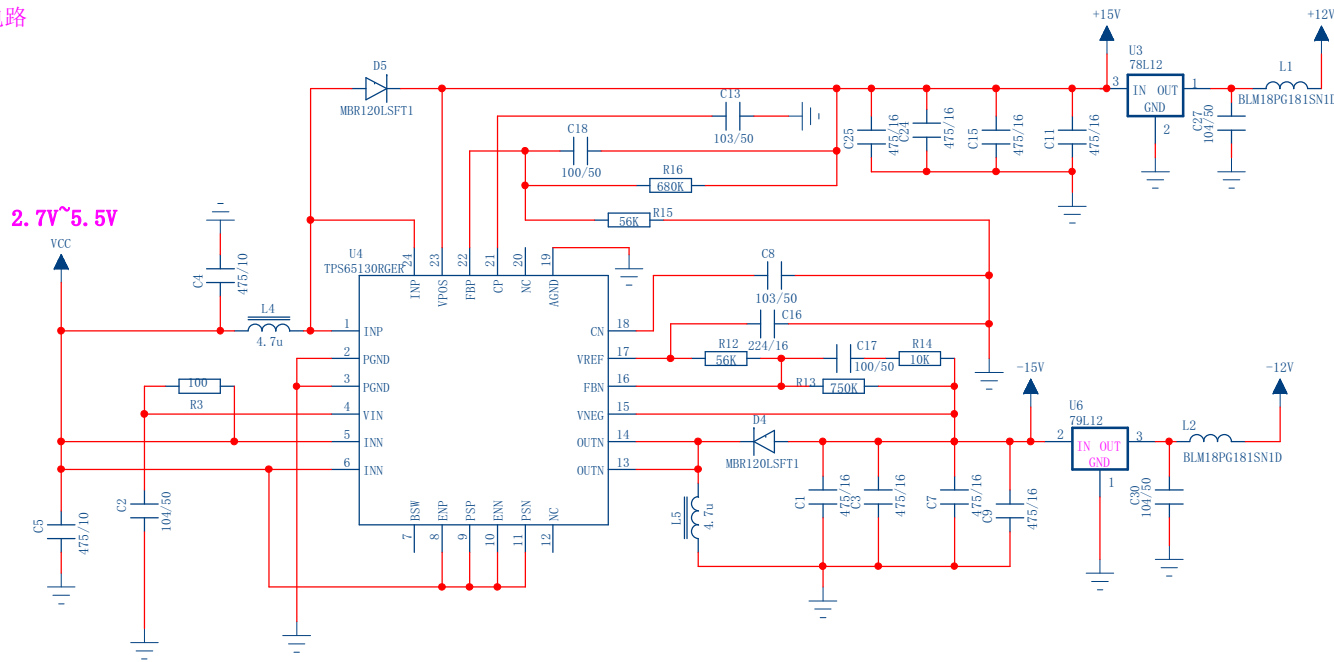 路
+15V
+12V
D5
MBR120LSFT1
C13
103/50
C18
100/50
R16
680K
R15
56K
C25
475/16
C24
475/16
C15
475/16
C11
475/16
U3
78L12
3
IN OUT
1
GND
2
C27
104/50
L1
BLM18PG181SN1D
2.7V~5.5V
VCC
C4
475/10
L4
4.7u
U4
TPS65130RGER
24
23
22
21
20
19
INP
VPOS
FBP
CP
NC
AGND
1
INP
2
PGND
3
PGND
4
VIN
5
INN
6
INN
CN
18
VREF
17
FBN
16
VNEG
15
OUTN
14
OUTN
13
BSW
ENP
PSP
ENN
PSN
NC
7
8
9
10
11
12
100
R3
C5
475/10
C2
104/50
C8
103/50
C16
224/16
R12
56K
C17
100/50
R14
10K
R13
750K
D4
MBR120LSFT1
L5
4.7u
C1
475/16
C3
475/16
C7
475/16
C9
475/16
-15V
-12V
U6
79L12
2
IN OUT
3
GND
1
C30
104/50
L2
BLM18PG181SN1D